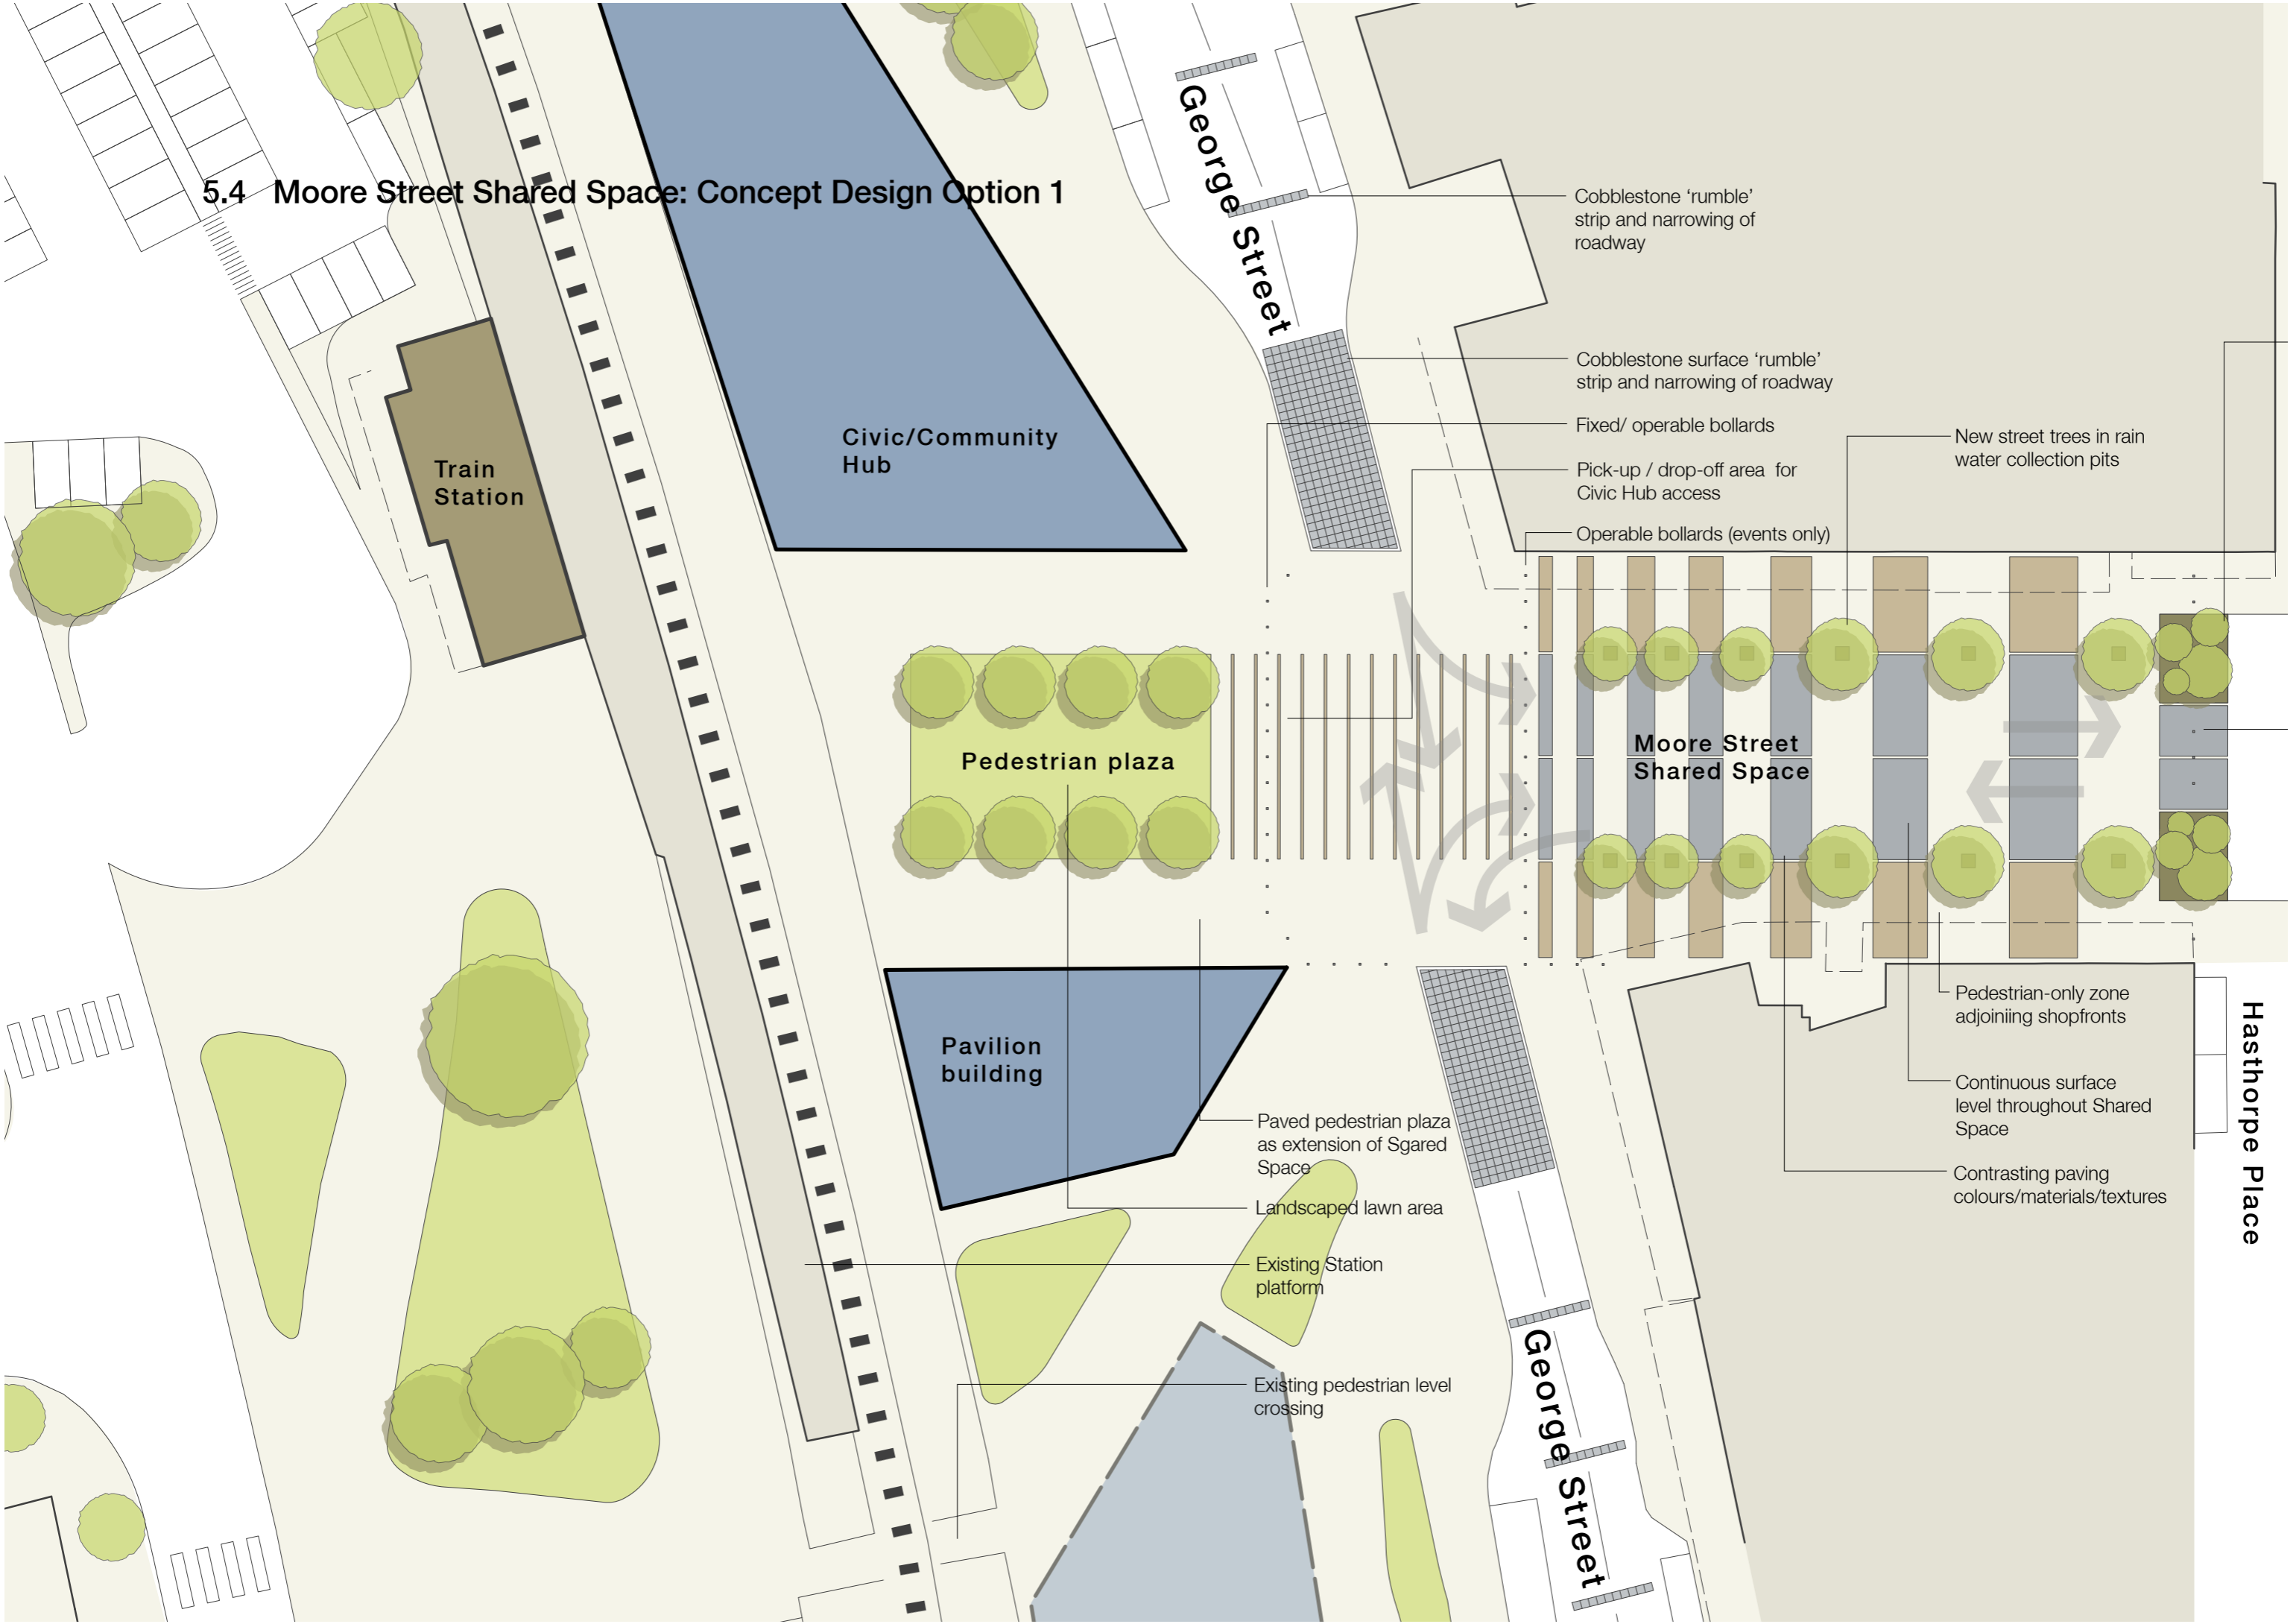 5.4 Moore Street Shared Space: Concept Design Option 1
George Street
Cobblestone ‘rumble’
strip and narrowing of
roadway
Cobblestone surface ‘rumble’
strip and narrowing of roadway
Fixed/ operable bollards
Pick-up / drop-off area for
Civic Hub access
Operable bollards (events only)
New street trees in rain
water collection pits
Civic/Community
Hub
Train
Station
Pedestrian plaza
Moore Street
Shared Space
Pavilion
building
Paved pedestrian plaza
as extension of Sgared
Space
Landscaped lawn area
Existing Station
platform
Existing pedestrian level
crossing
Pedestrian-only zone
adjoiniing shopfronts
Continuous surface
level throughout Shared
Space
Contrasting paving
colours/materials/textures
Hasthorpe Place
George Street